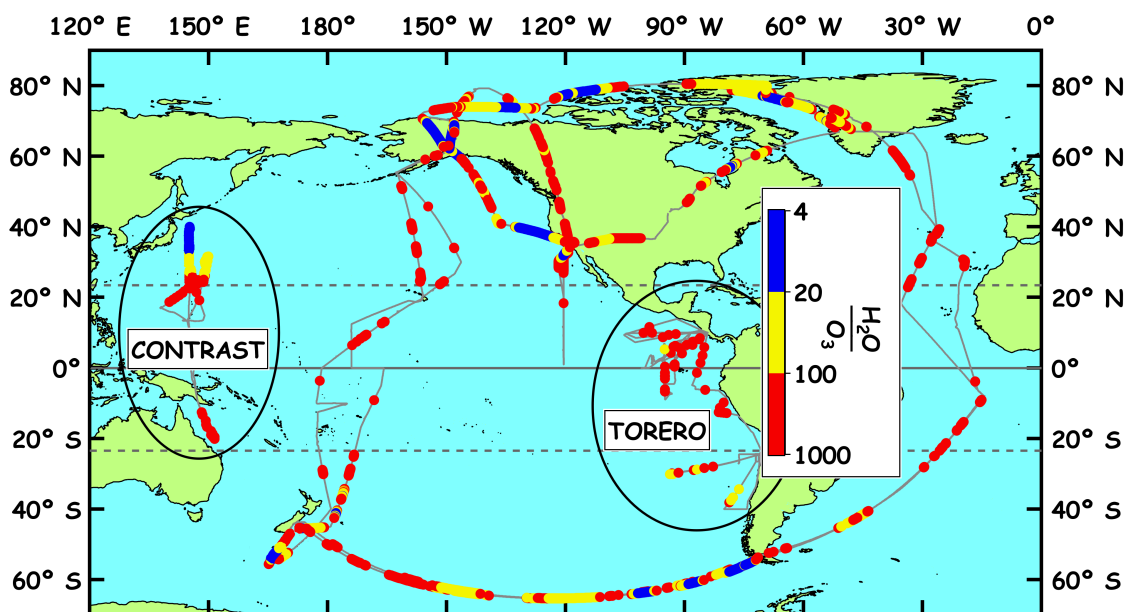 120° E 150° E 180 150° W 120° W 90° W 60° W 30° W 0°
80° N 80° N
60° N 60° N
40° N 40° N
20° N 20° N
0° 0°
20° S 20° S
40° S 40° S
60° S 60° S
CONTRAST
TORERO
4
20
100
1000
H₂O
O₃